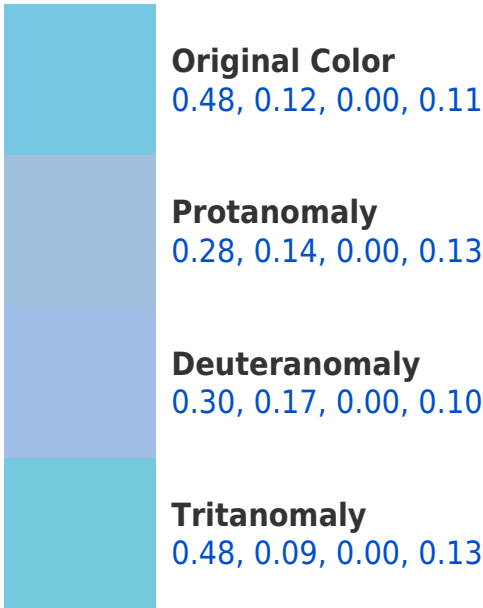 Original Color
0.48, 0.12, 0.00, 0.11
Protanomaly
0.28, 0.14, 0.00, 0.13
Deuteranomaly
0.30, 0.17, 0.00, 0.10
Tritanomaly
0.48, 0.09, 0.00, 0.13